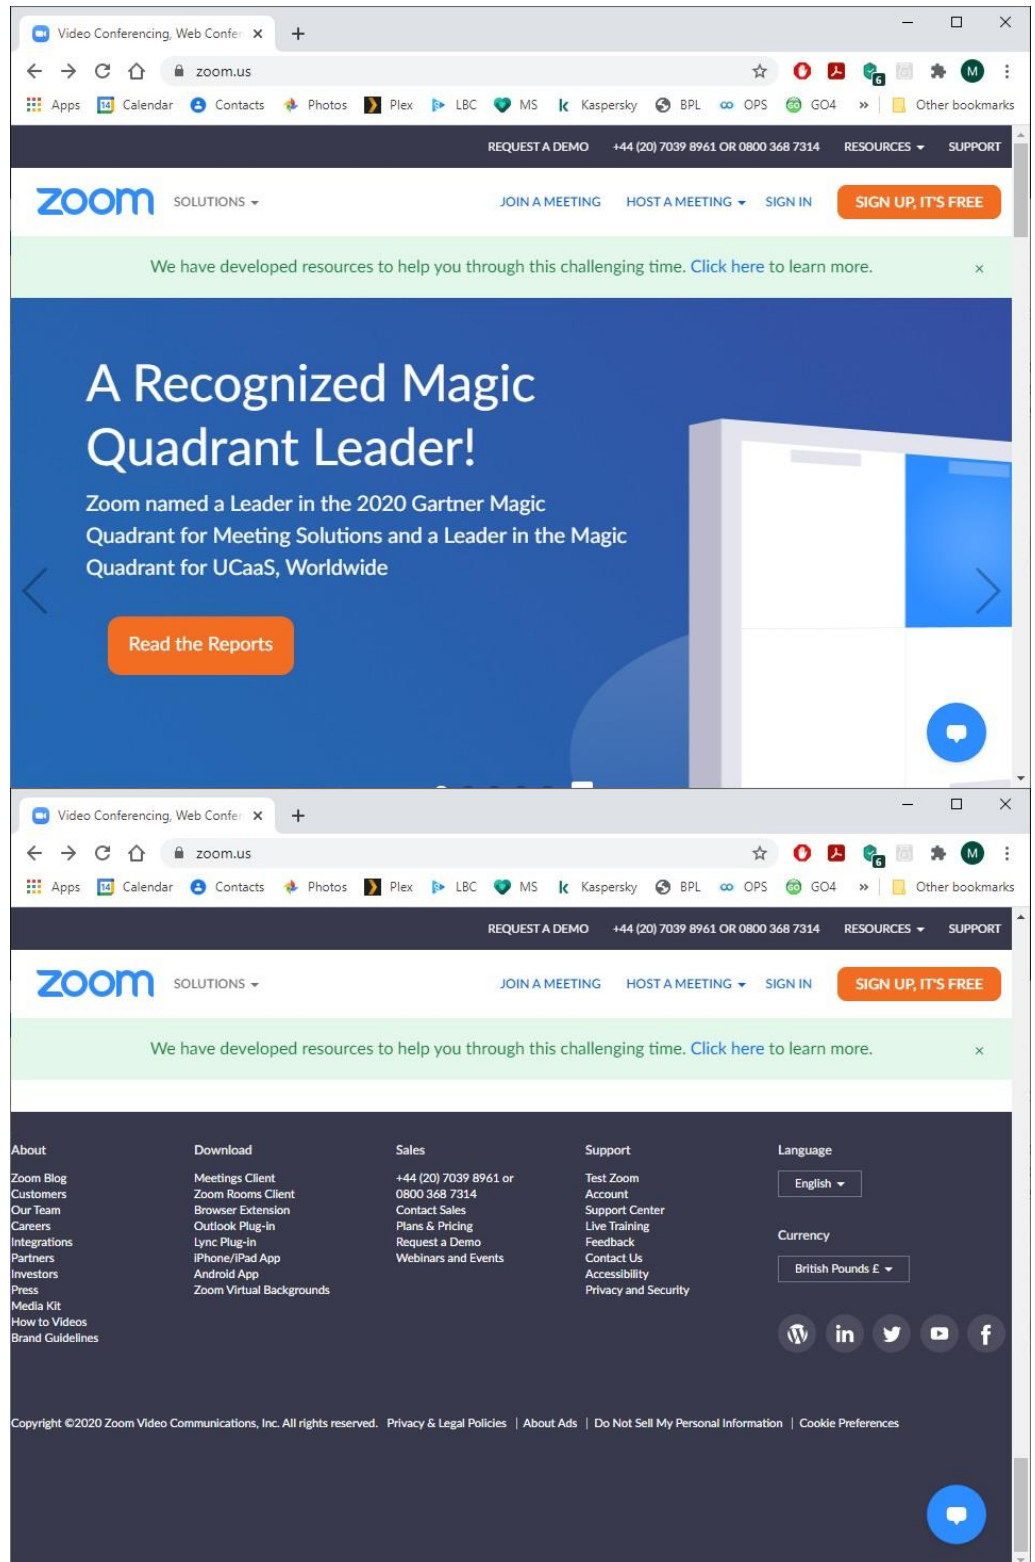 Video Conferencing, Web Confer
zoom.us
6
M
Apps 14 Calendar Contacts Photos Plex LBC MS Kaspersky BPL OPS GO GO4 » Other bookmarks
REQUEST A DEMO +44 (20) 7039 8961 OR 0800 368 7314 RESOURCES SUPPORT
zoom SOLUTIONS JOIN A MEETING HOST A MEETING SIGN IN SIGN UP, IT'S FREE
We have developed resources to help you through this challenging time. Click here to learn more. ×
A Recognized Magic
Quadrant Leader!
Zoom named a Leader in the 2020 Gartner Magic
Quadrant for Meeting Solutions and a Leader in the Magic
Quadrant for UCaaS, Worldwide
Read the Reports
Video Conferencing, Web Confer
zoom.us
6
M
Apps 14 Calendar Contacts Photos Plex LBC MS Kaspersky BPL OPS GO GO4 » Other bookmarks
REQUEST A DEMO +44 (20) 7039 8961 OR 0800 368 7314 RESOURCES SUPPORT
zoom SOLUTIONS JOIN A MEETING HOST A MEETING SIGN IN SIGN UP, IT'S FREE
We have developed resources to help you through this challenging time. Click here to learn more. ×
About
Zoom Blog
Customers
Our Team
Careers
Integrations
Partners
Investors
Press
Media Kit
How to Videos
Brand Guidelines
Download
Meetings Client
Zoom Rooms Client
Browser Extension
Outlook Plug-in
Lync Plug-in
iPhone/iPad App
Android App
Zoom Virtual Backgrounds
Sales
+44 (20) 7039 8961 or
0800 368 7314
Contact Sales
Plans & Pricing
Request a Demo
Webinars and Events
Support
Test Zoom
Account
Support Center
Live Training
Feedback
Contact Us
Accessibility
Privacy and Security
Language
English
Currency
British Pounds £
Copyright ©2020 Zoom Video Communications, Inc. All rights reserved. Privacy & Legal Policies | About Ads | Do Not Sell My Personal Information | Cookie Preferences